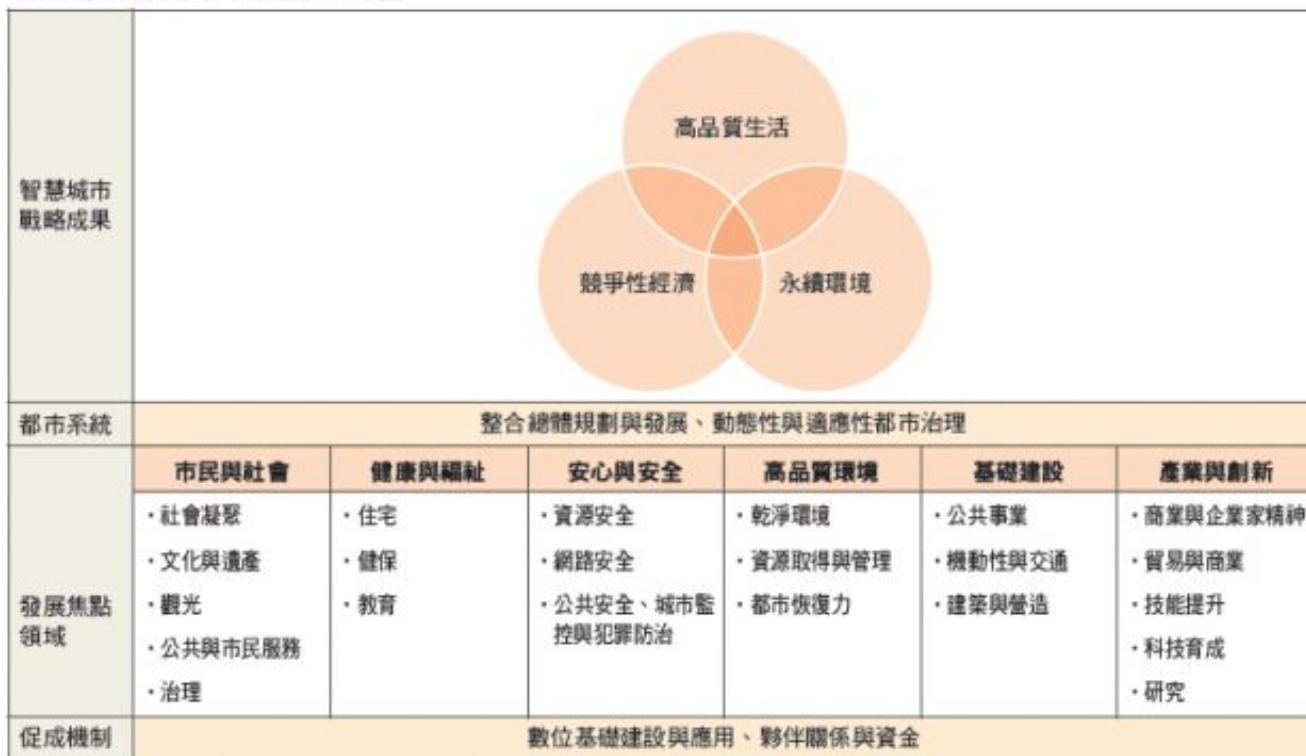 高品質生活
智慧城市
戰略成果
競爭性經濟
永續環境
都市系統
整合總體規劃與發展、動態性與適應性都市治理
市民與社會
健康與福祉
安心與安全
高品質環境
基礎建設
產業與創新
發展焦點
領域
・社會凝聚
・文化與遺產
・觀光
・公共與市民服務
・治理
・住宅
・健保
・教育
・資源安全
・網路安全
・公共安全、城市監
控與犯罪防治
・乾淨環境
・資源取得與管理
・都市恢復力
・公共事業
・機動性與交通
・建築與營造
・商業與企業家精神
・貿易與商業
・技能提升
・科技育成
・研究
促成機制
數位基礎建設與應用、夥伴關係與資金